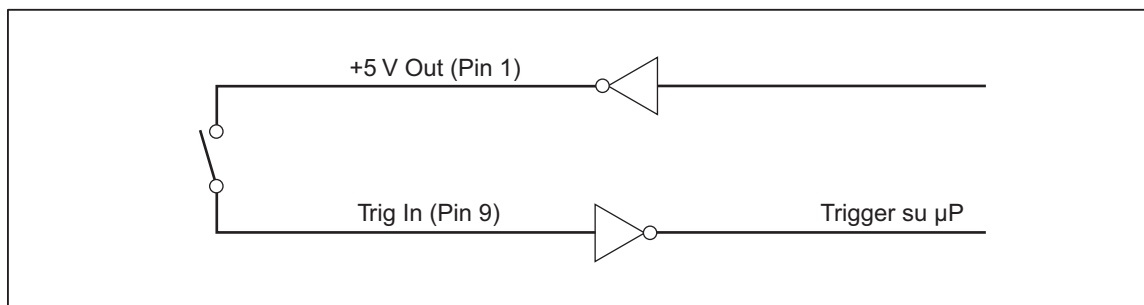 +5 V Out (Pin 1)
Trig In (Pin 9)
Trigger su µP